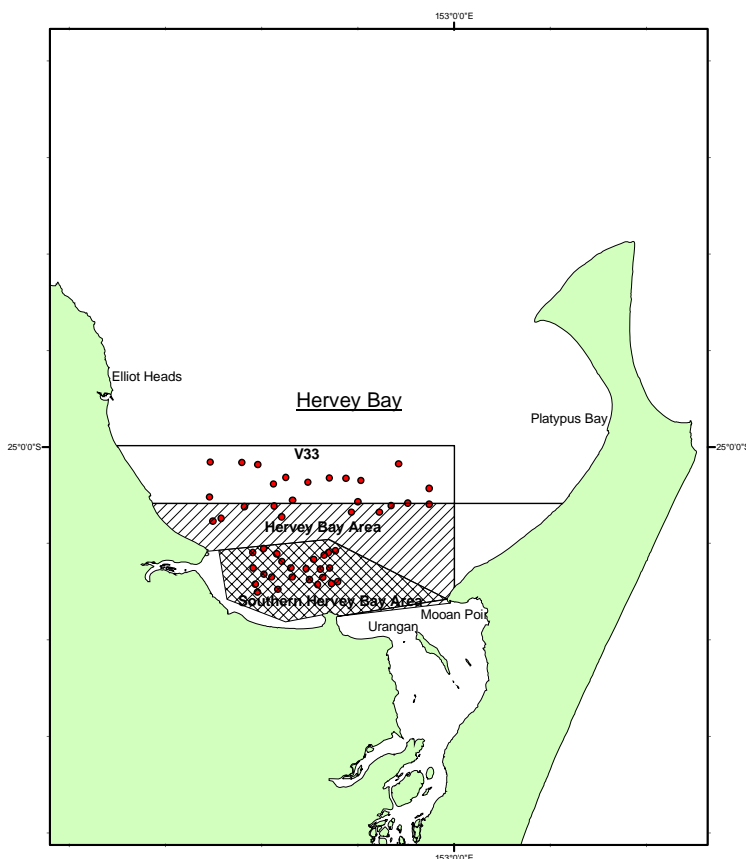 153°0'0"E
Elliot Heads
Hervey Bay
Platypus Bay
25°0'0"S
25°0'0"S
V33
Hervey Bay Area
Southern Hervey Bay Area
Mooan Poir
Urangan
153°0'0"E